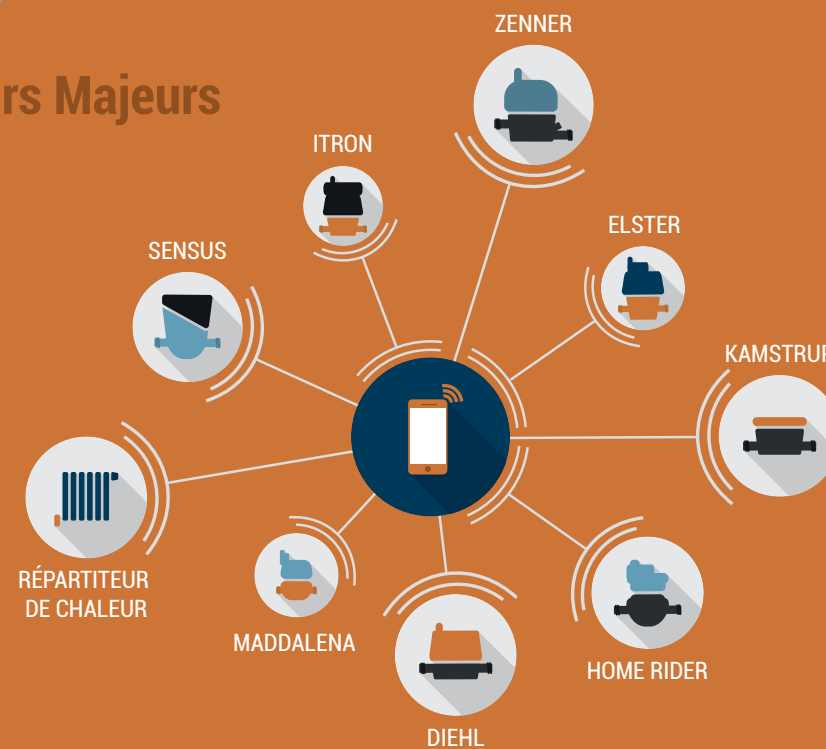 rs Majeurs
ZENNER
ITRON
ELSTER
SENSUS
KAMSTRUP
RÉPARTITEUR
DE CHALEUR
MADDALENA
HOME RIDER
DIEHL